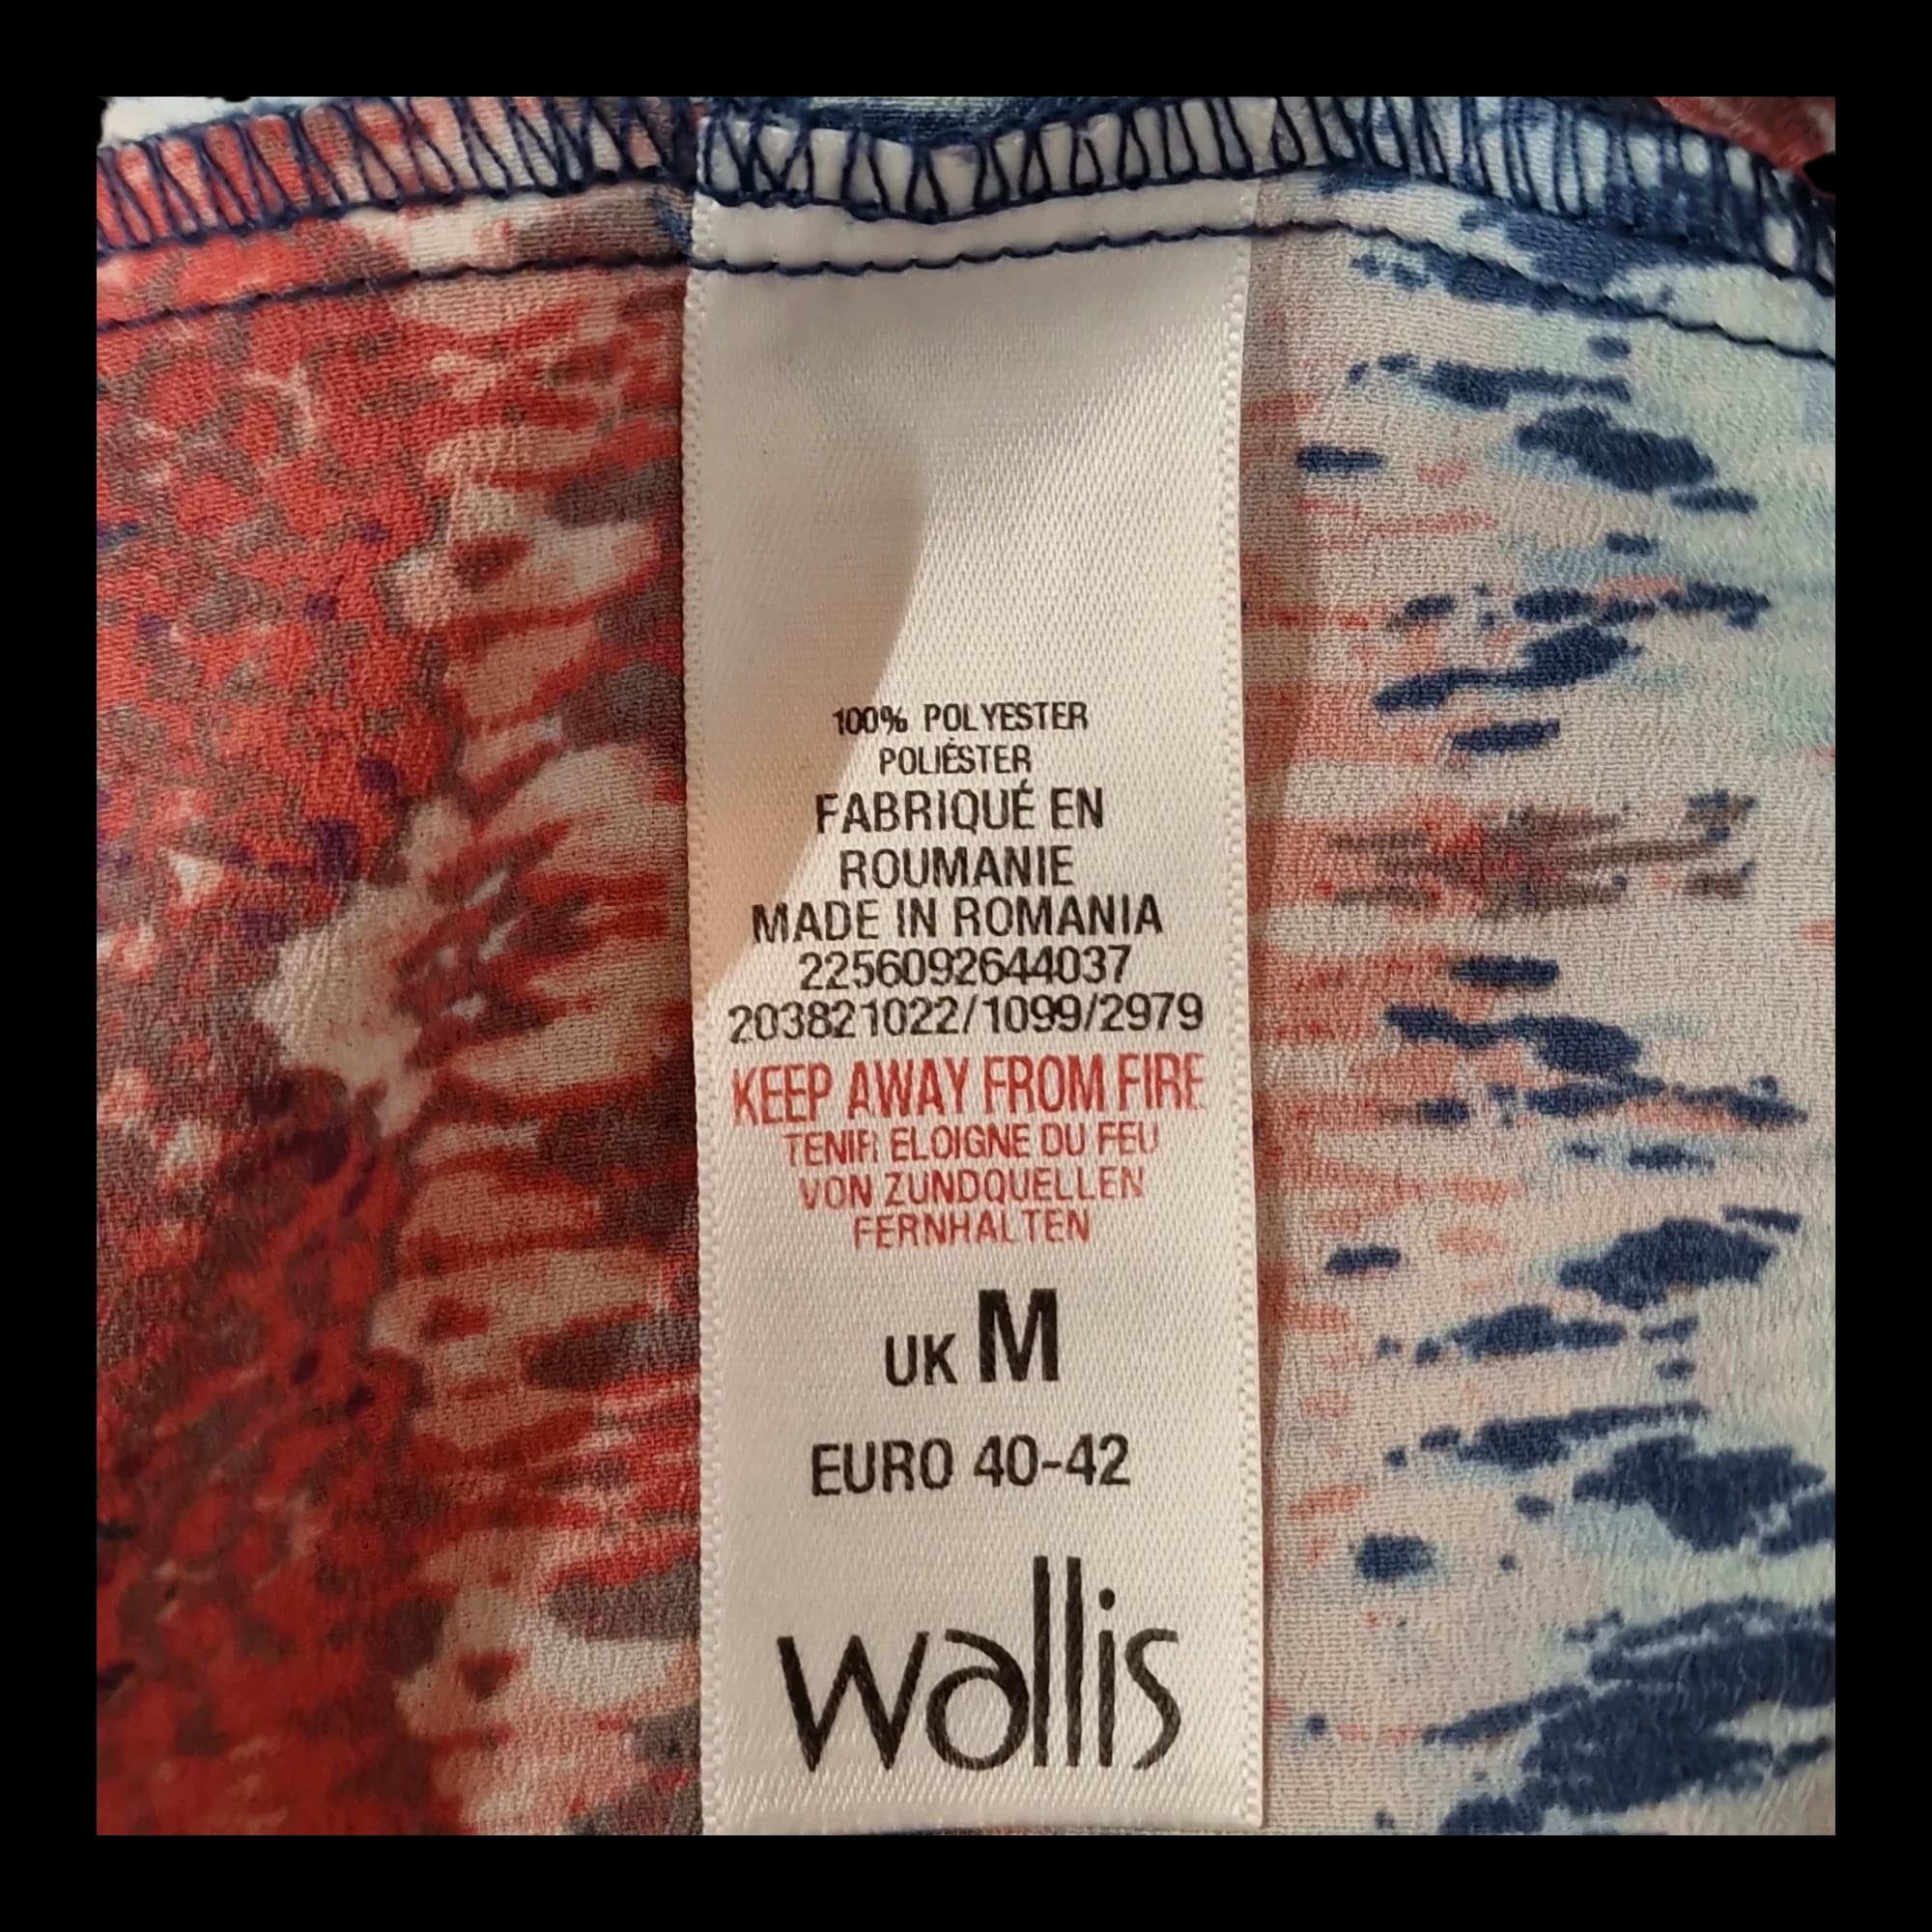 100% POLYESTER
POLIÉSTER
FABRIQUÉ EN
ROUMANIE
MADE IN ROMANIA
2256092644037
203821022/1099/2979
KEEP AWAY FROM FIRE
TENIR ELOIGNE DU FEU
VON ZUNDQUELLEN
FERNHALTEN
UK M
EURO 40-42
wallis